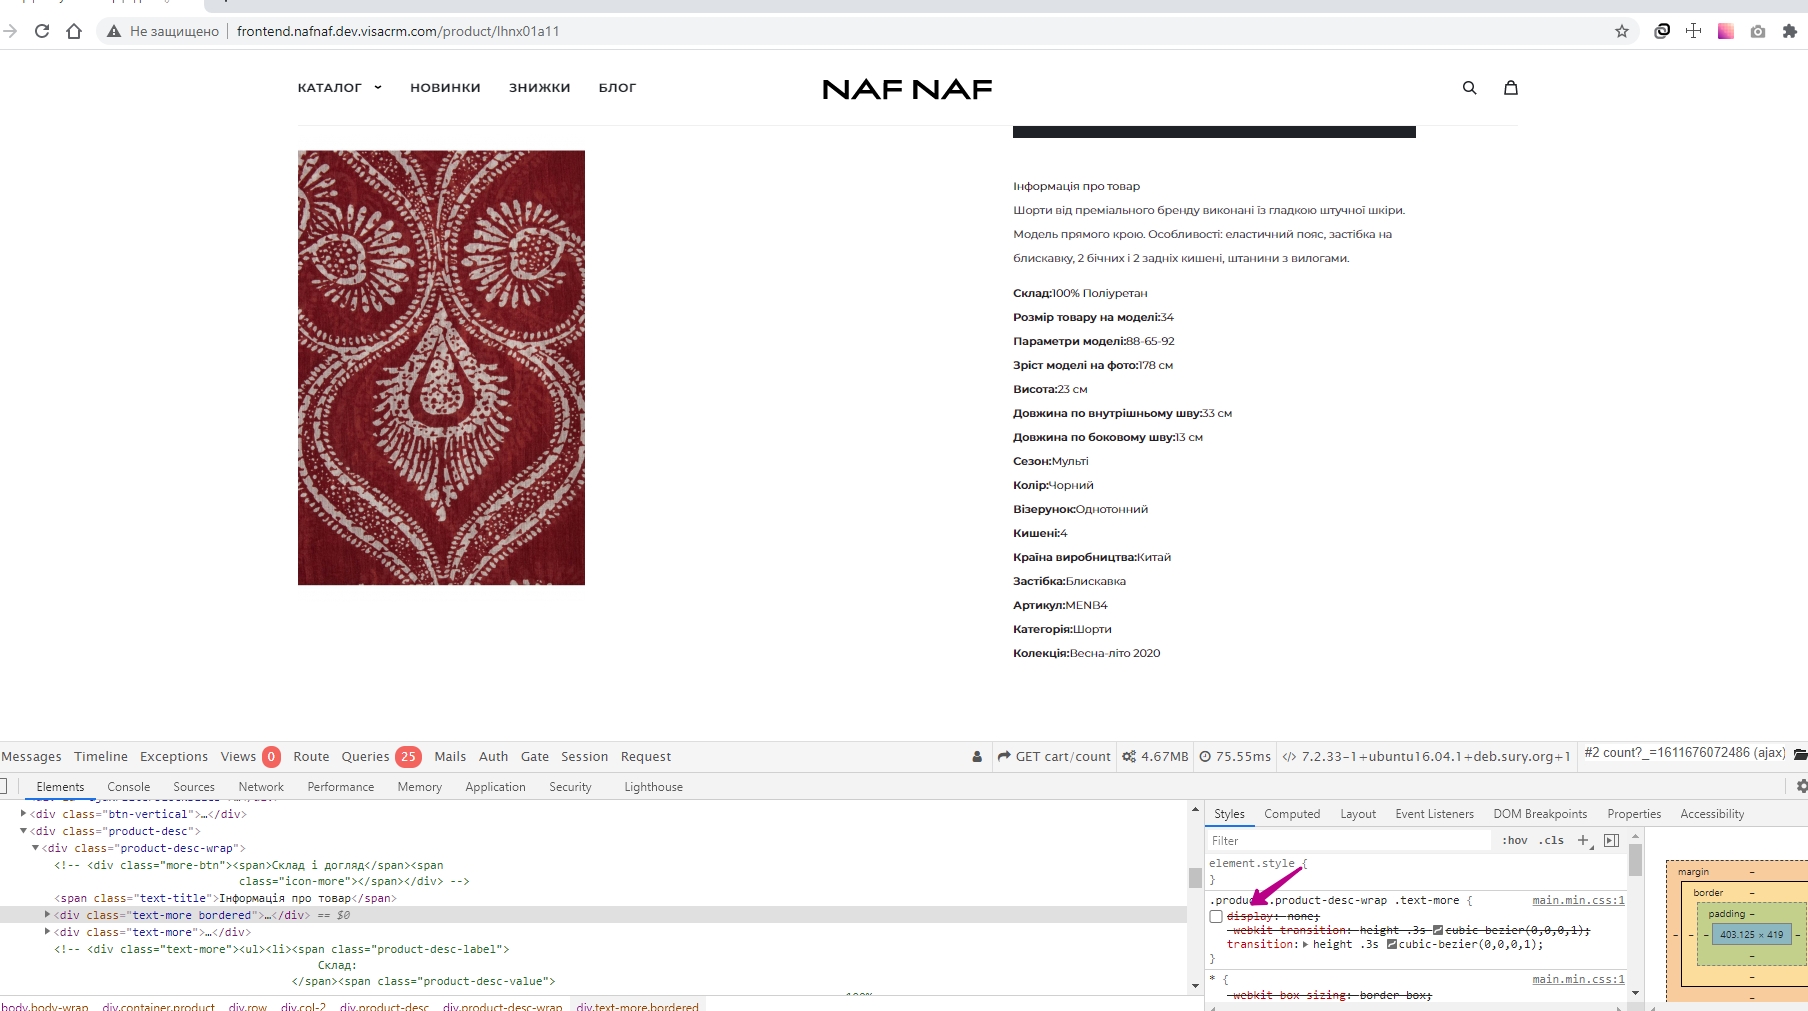 Не защищено
frontend.nafnaf.dev.visacrm.com/product/lhnx01a11
КАТАЛОГ
НОВИНКИ
ЗНИЖКИ
БЛОГ
NAF NAF
Інформація про товар
Шорти від преміального бренду виконані їз гладкою штучної шкіри.
Модель прямого крою. Особливості: еластичний пояс, застібка на
блискавку, 2 бічних і 2 задніх кишені, штанини з вилогами.
Склад:100% Поліуретан
Розмір товару на моделі:34
Параметри моделі:88-65-92
Зріст моделі на фото:178 см
Висота:23 см
Довжина по внутрішньому шву:33 см
Довжина по боковому шву:13 см
Сезон:Мульті
Колір:Чорний
Візерунок:Однотонний
Кишені:4
Країна виробництва:Китай
Застібка:Блискавка
Артикул:MENB4
Категорія:Шорти
Колекція:Весна-літо 2020
Messages Timeline Exceptions Views 0 Route Queries 25 Mails Auth Gate Session Request
GET cart/count 4.67MB 75.55ms 7.2.33-1+ubuntu16.04.1+deb.sury.org+1 #2 count?_=1611676072486 (ajax)
Elements Console Sources Network Performance Memory Application Security Lighthouse
<div class="btn-vertical">…</div>
<div class="product-desc">
<div class="product-desc-wrap">
<!-- <div class="more-btn"><span>Склад і догляд</span><span
class="icon-more"></span></div> -->
<span class="text-title">Інформація про товар</span>
<div class="text-more bordered">…</div> == $0
<div class="text-more">…</div>
<!-- <div class="text-more"><ul><li><span class="product-desc-label">
Склад:
</span><span class="product-desc-value">
100%
body.body-wrap div.container.product div.row div.col-2 div.product-desc div.product-desc-wrap div.text-more.bordered
Styles Computed Layout Event Listeners DOM Breakpoints Properties Accessibility
Filter
:hov .cls +
element.style {
}
.product .product-desc-wrap .text-more {
main.min.css:1
display: none;
-webkit-transition: height .3s cubic-bezier(0,0,0,1);
transition: height .3s cubic-bezier(0,0,0,1);
}
* {
main.min.css:1
-webkit-box-sizing: border-box;
margin –
border –
padding –
– – – 403.125 × 419 –
–
–
–